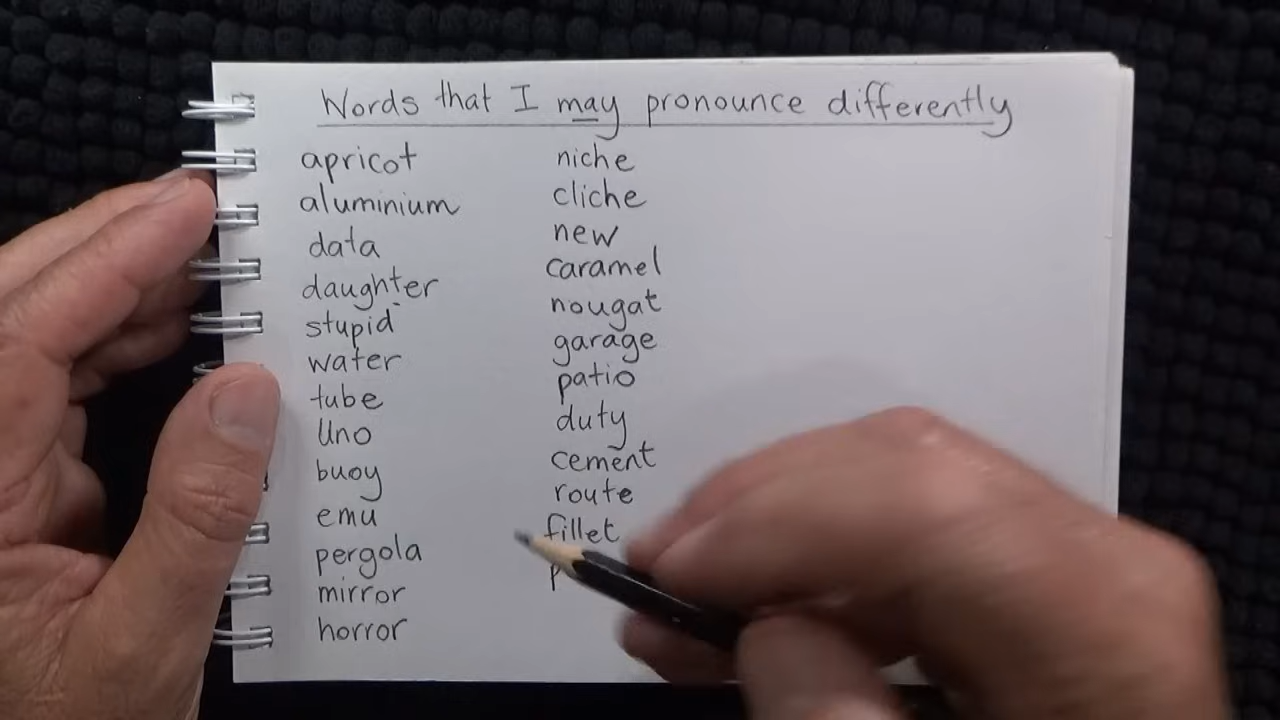 Words that I may pronounce differently
apricot
aluminium
data
daughter
stupid
water
tube
Uno
buoy
emu
pergola
mirror
horror
niche
cliche
new
caramel
nougat
garage
patio
duty
cement
route
fillet